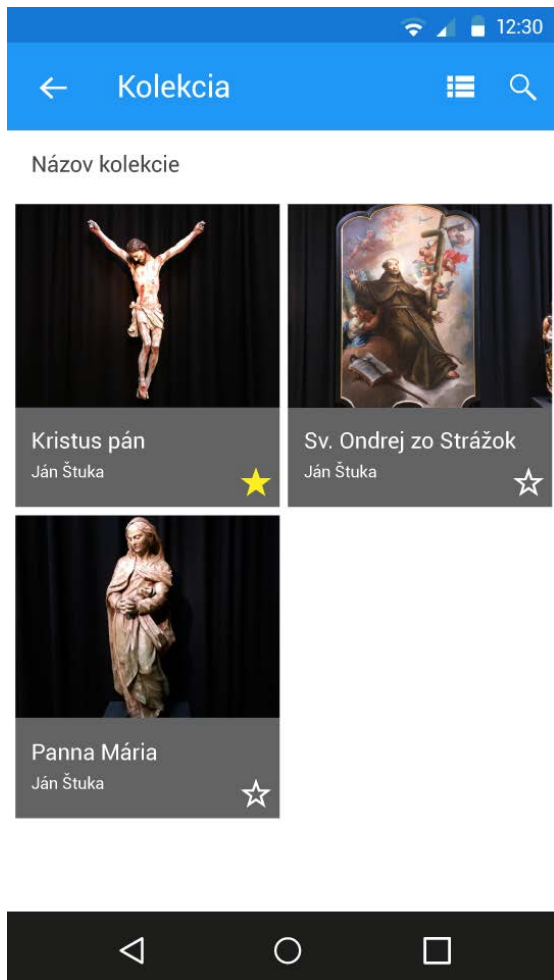 12:30
Kolekcia
Názov kolekcie
Kristus pán
Ján Štuka
Sv. Ondrej zo Strážok
Ján Štuka
Panna Mária
Ján Štuka